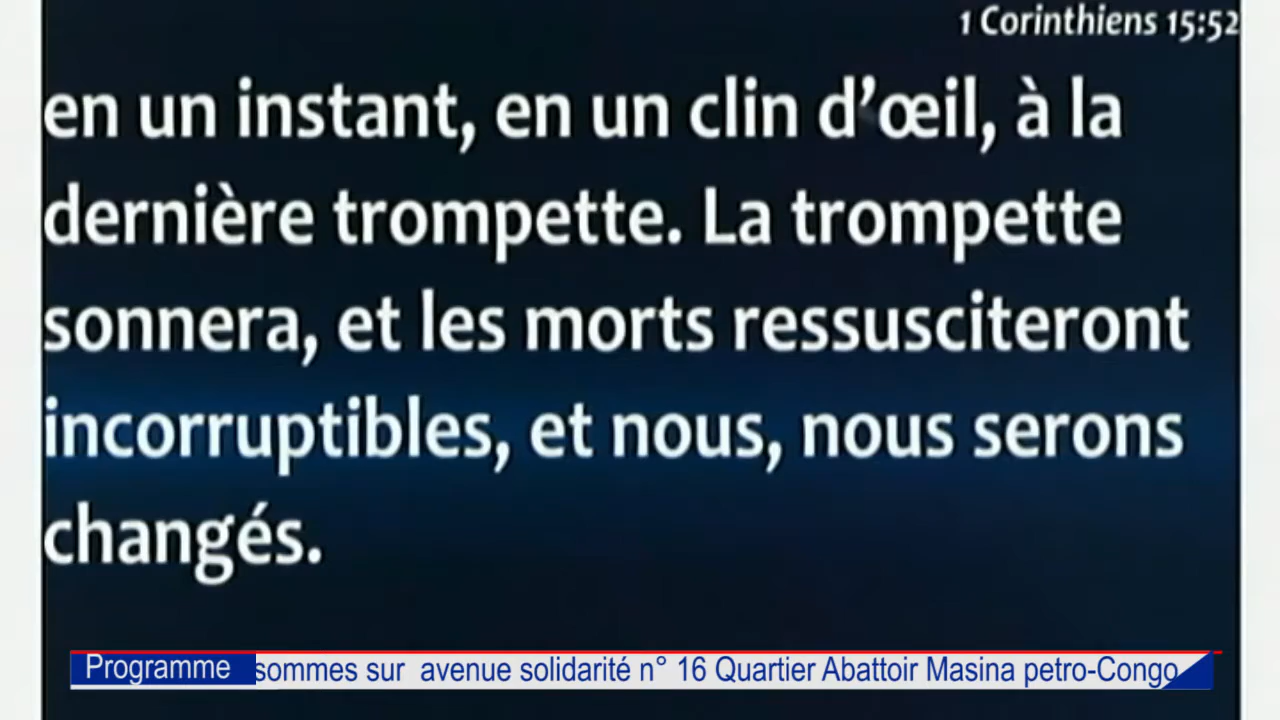 1 Corinthiens 15:52
en un instant, en un clin d’œil, à la
dernière trompette. La trompette
sonnera, et les morts ressusciteront
incorruptibles, et nous, nous serons
changés.
Programme sommes sur avenue solidarité n° 16 Quartier Abattoir Masina petro-Congo